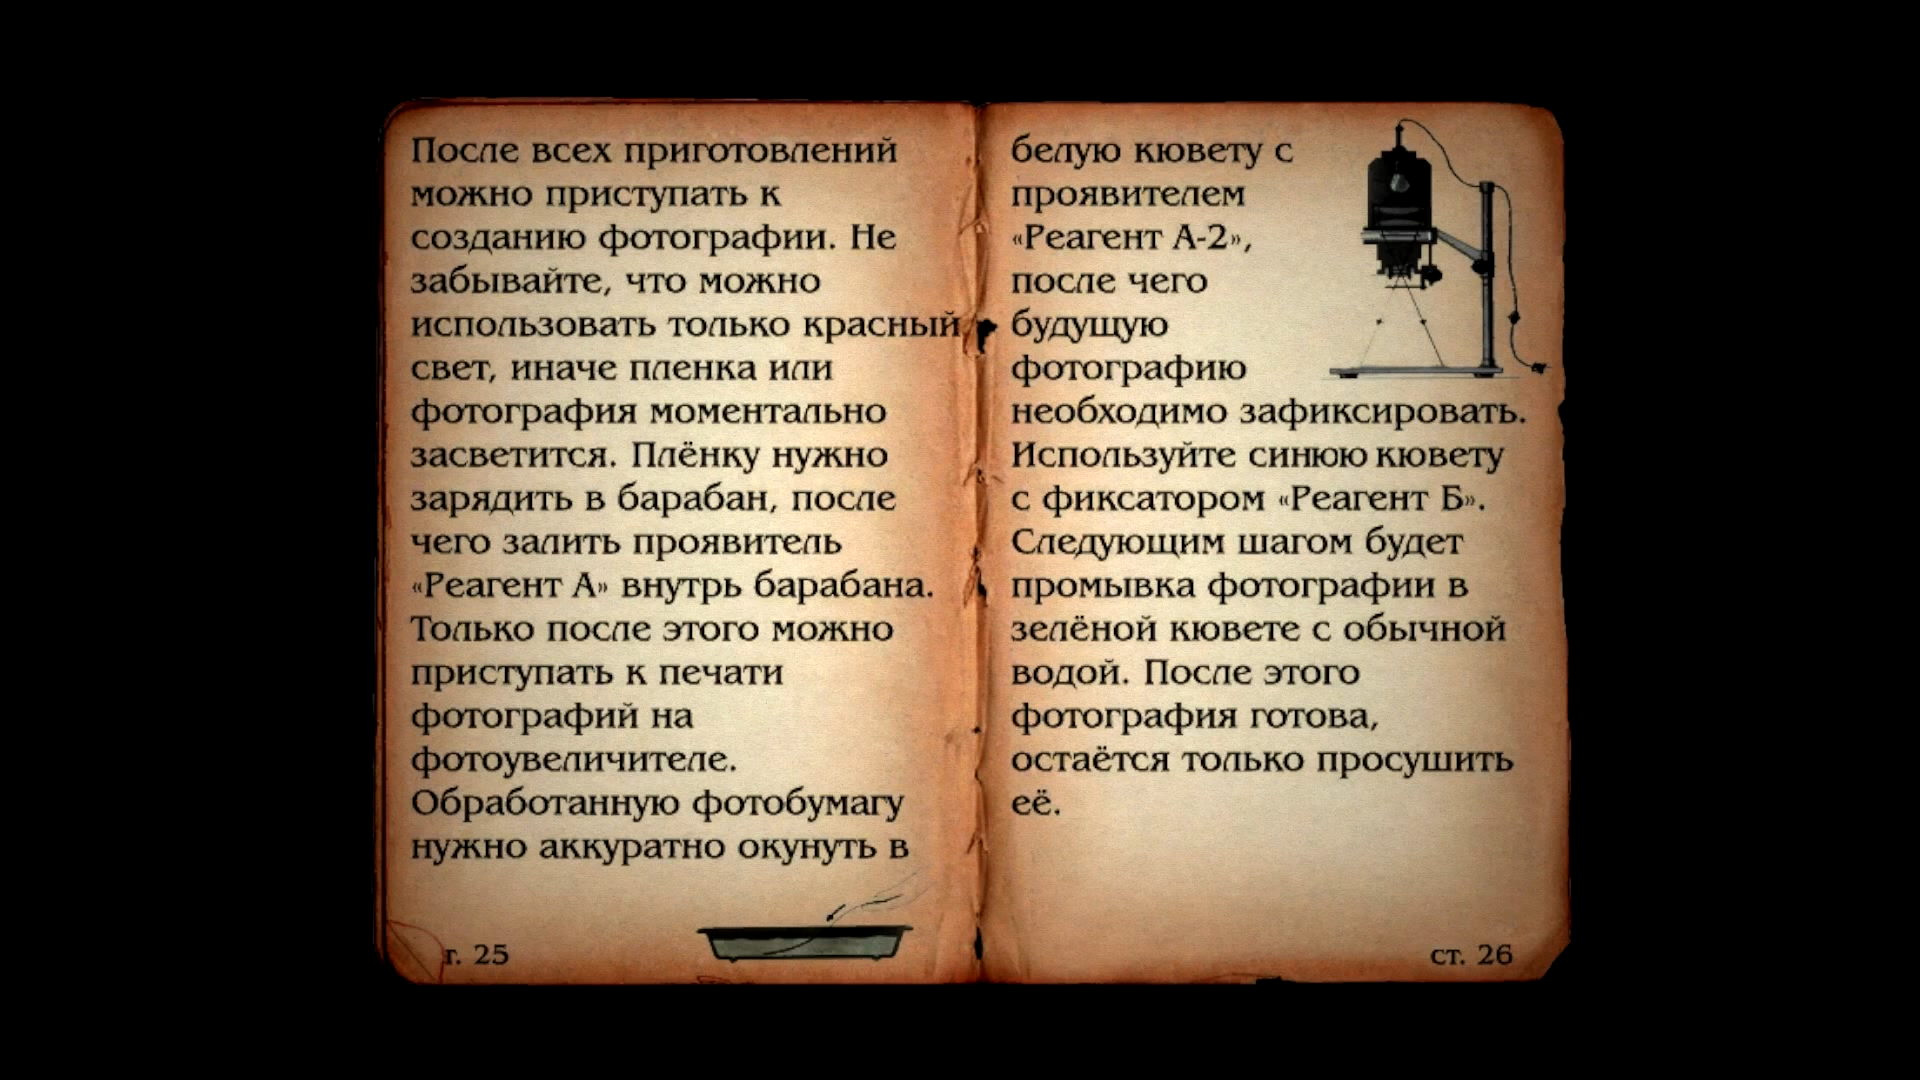 После всех приготовлений
можно приступать к
созданию фотографии. Не
забывайте, что можно
использовать только красный
свет, иначе пленка или
фотография моментально
засветится. Плёнку нужно
зарядить в барабан, после
чего залить проявитель
«Реагент А» внутрь барабана.
Только после этого можно
приступать к печати
фотографий на
фотоувеличителе.
Обработанную фотобумагу
нужно аккуратно окунуть в
т. 25
белую кювету с
проявителем
«Реагент А-2»,
после чего
будущую
фотографию
необходимо зафиксировать.
Используйте синюю кювету
с фиксатором «Реагент Б».
Следующим шагом будет
промывка фотографии в
зелёной кювете с обычной
водой. После этого
фотография готова,
остаётся только просушить
её.
ст. 26